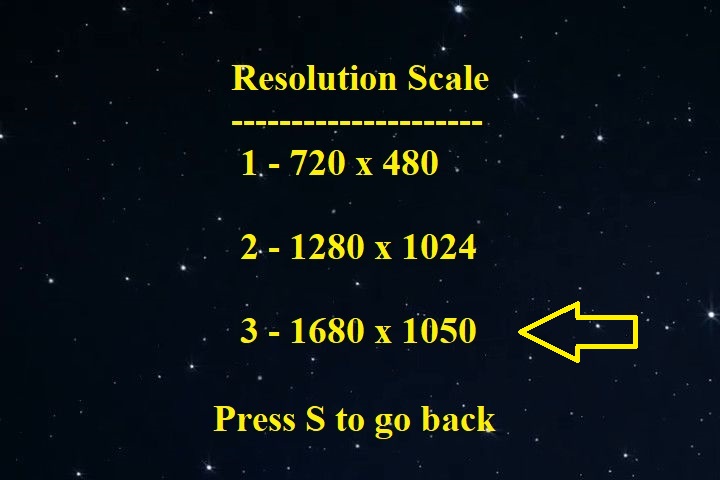 Resolution Scale
---------------------
1 - 720 x 480
2 - 1280 x 1024
3 - 1680 x 1050
Press S to go back